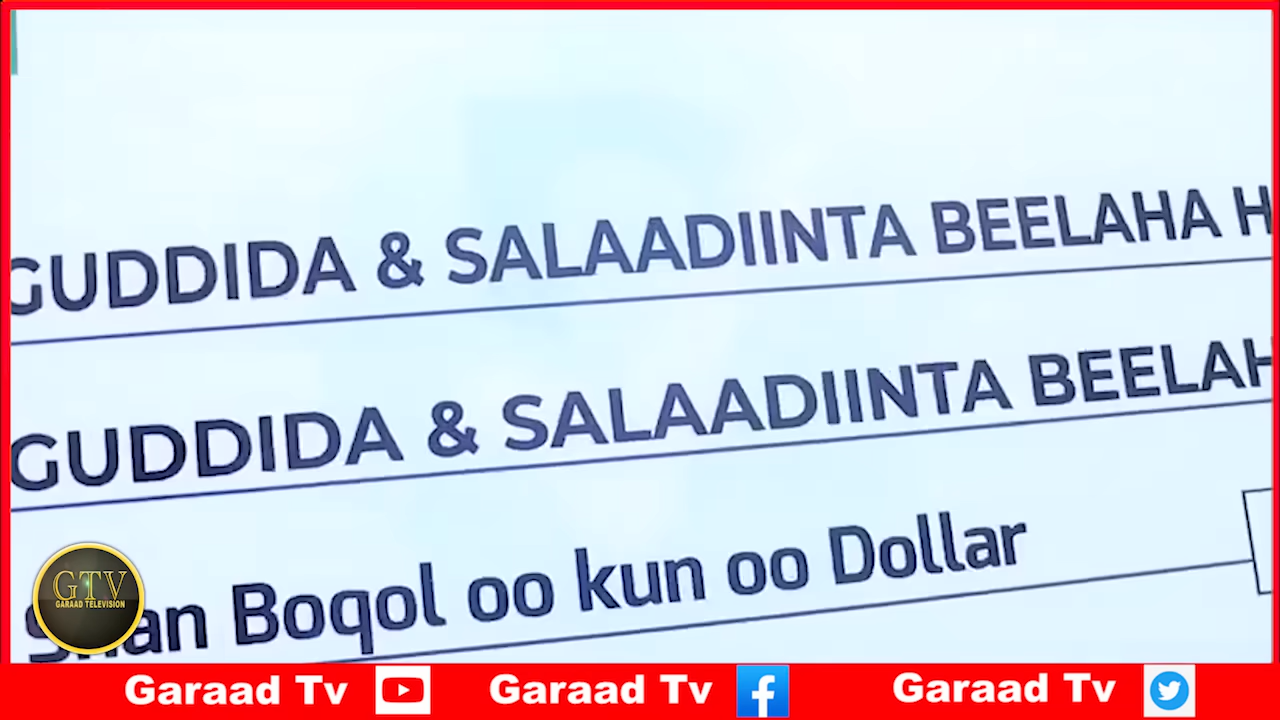 GUDDIDA & SALAADIINTA BEELAHA H
GUDDIDA & SALAADIINTA BEELAH
Shan Boqol oo kun oo Dollar
GTV
GARAAD TELEVISION
Garaad Tv
Garaad Tv
Garaad Tv